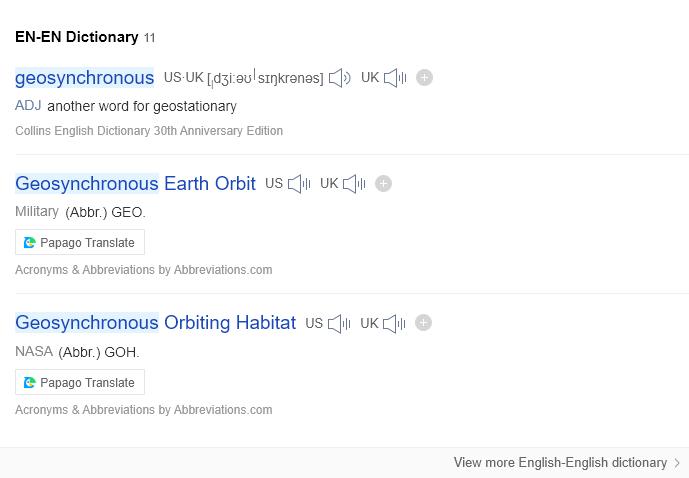 EN-EN Dictionary 11
geosynchronous US·UK [ˌdʒiːəʊˈsɪŋkrənəs] UK
ADJ another word for geostationary
Collins English Dictionary 30th Anniversary Edition
Geosynchronous Earth Orbit US UK
Military (Abbr.) GEO.
Papago Translate
Acronyms & Abbreviations by Abbreviations.com
Geosynchronous Orbiting Habitat US UK
NASA (Abbr.) GOH.
Papago Translate
Acronyms & Abbreviations by Abbreviations.com
View more English-English dictionary